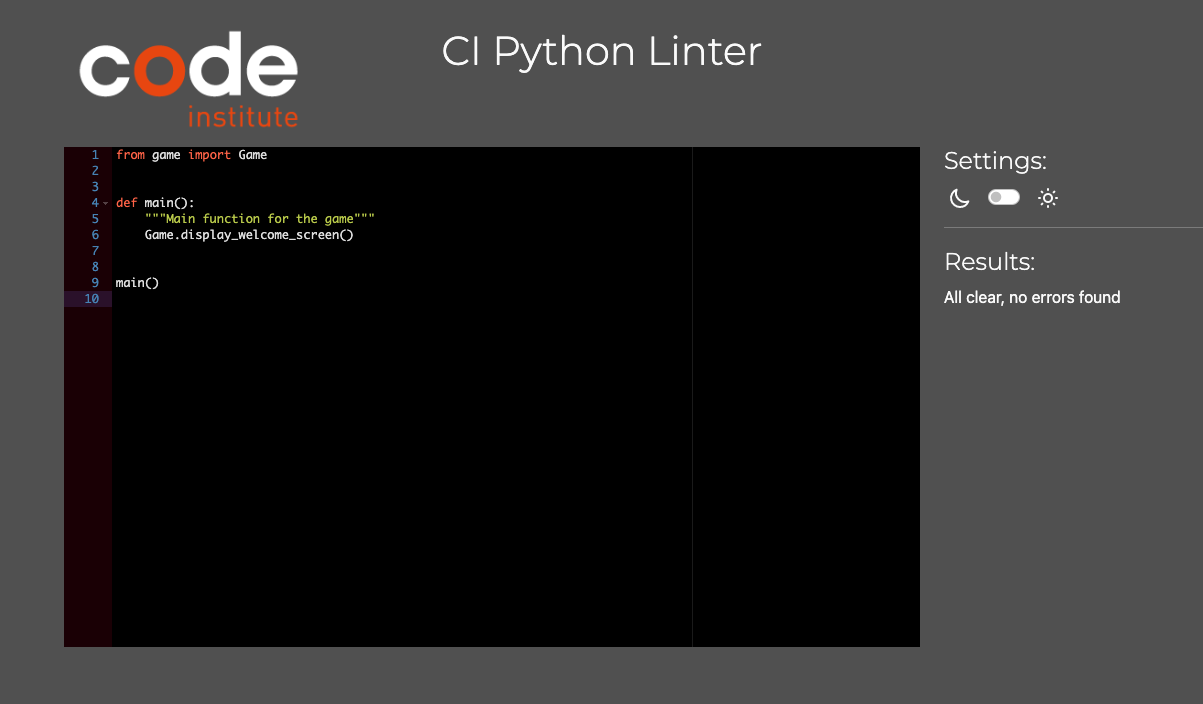 code
institute
CI Python Linter
1 from game import Game
2
3
4 def main():
5     """Main function for the game"""
6     Game.display_welcome_screen()
7
8
9 main()
10
Settings:
Results:
All clear, no errors found